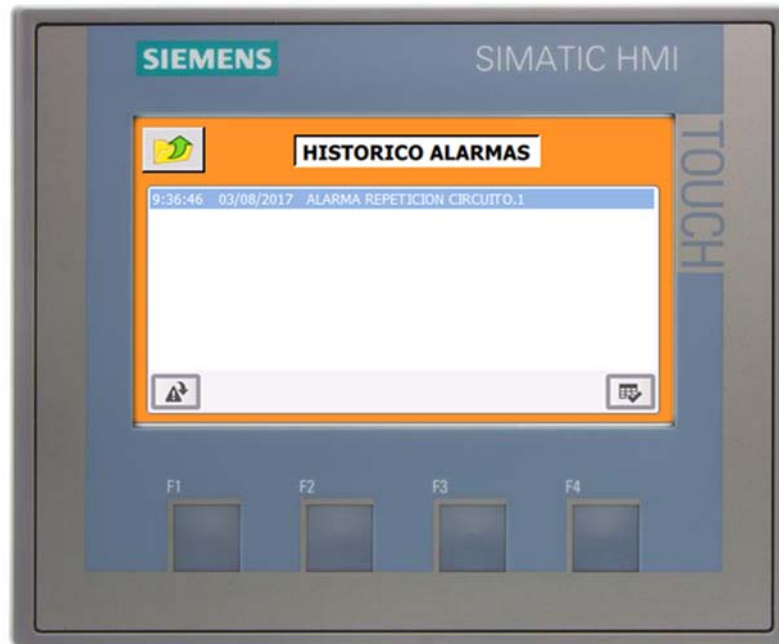 SIEMENS
SIMATIC HMI
TOUCH
HISTORICO ALARMAS
9:36:46 03/08/2017 ALARMA REPETICION CIRCUITO.1
F1 F2 F3 F4